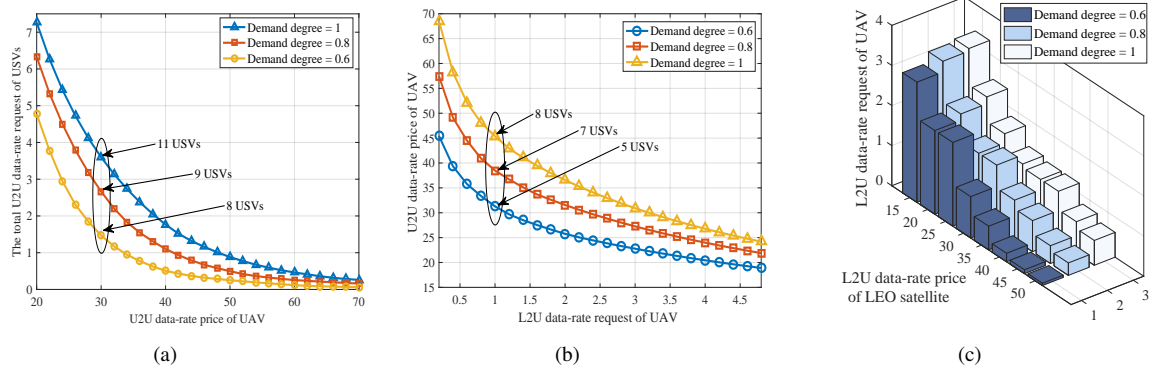 The total U2U data-rate request of USVs
7
6
5
4
3
2
1
0
Demand degree = 1
Demand degree = 0.8
Demand degree = 0.6
11 USVs
9 USVs
8 USVs
20 30 40 50 60 70
U2U data-rate price of UAV
(a)
U2U data-rate price of UAV
70
65
60
55
50
45
40
35
30
25
20
15
Demand degree = 0.6
Demand degree = 0.8
Demand degree = 1
8 USVs
7 USVs
5 USVs
0.5 1 1.5 2 2.5 3 3.5 4 4.5
L2U data-rate request of UAV
(b)
L2U data-rate request of UAV
4
3
2
1
0
Demand degree = 0.6
Demand degree = 0.8
Demand degree = 1
15
20
25
30
35
40
45
50
L2U data-rate price
of LEO satellite
1
2
3
(c)